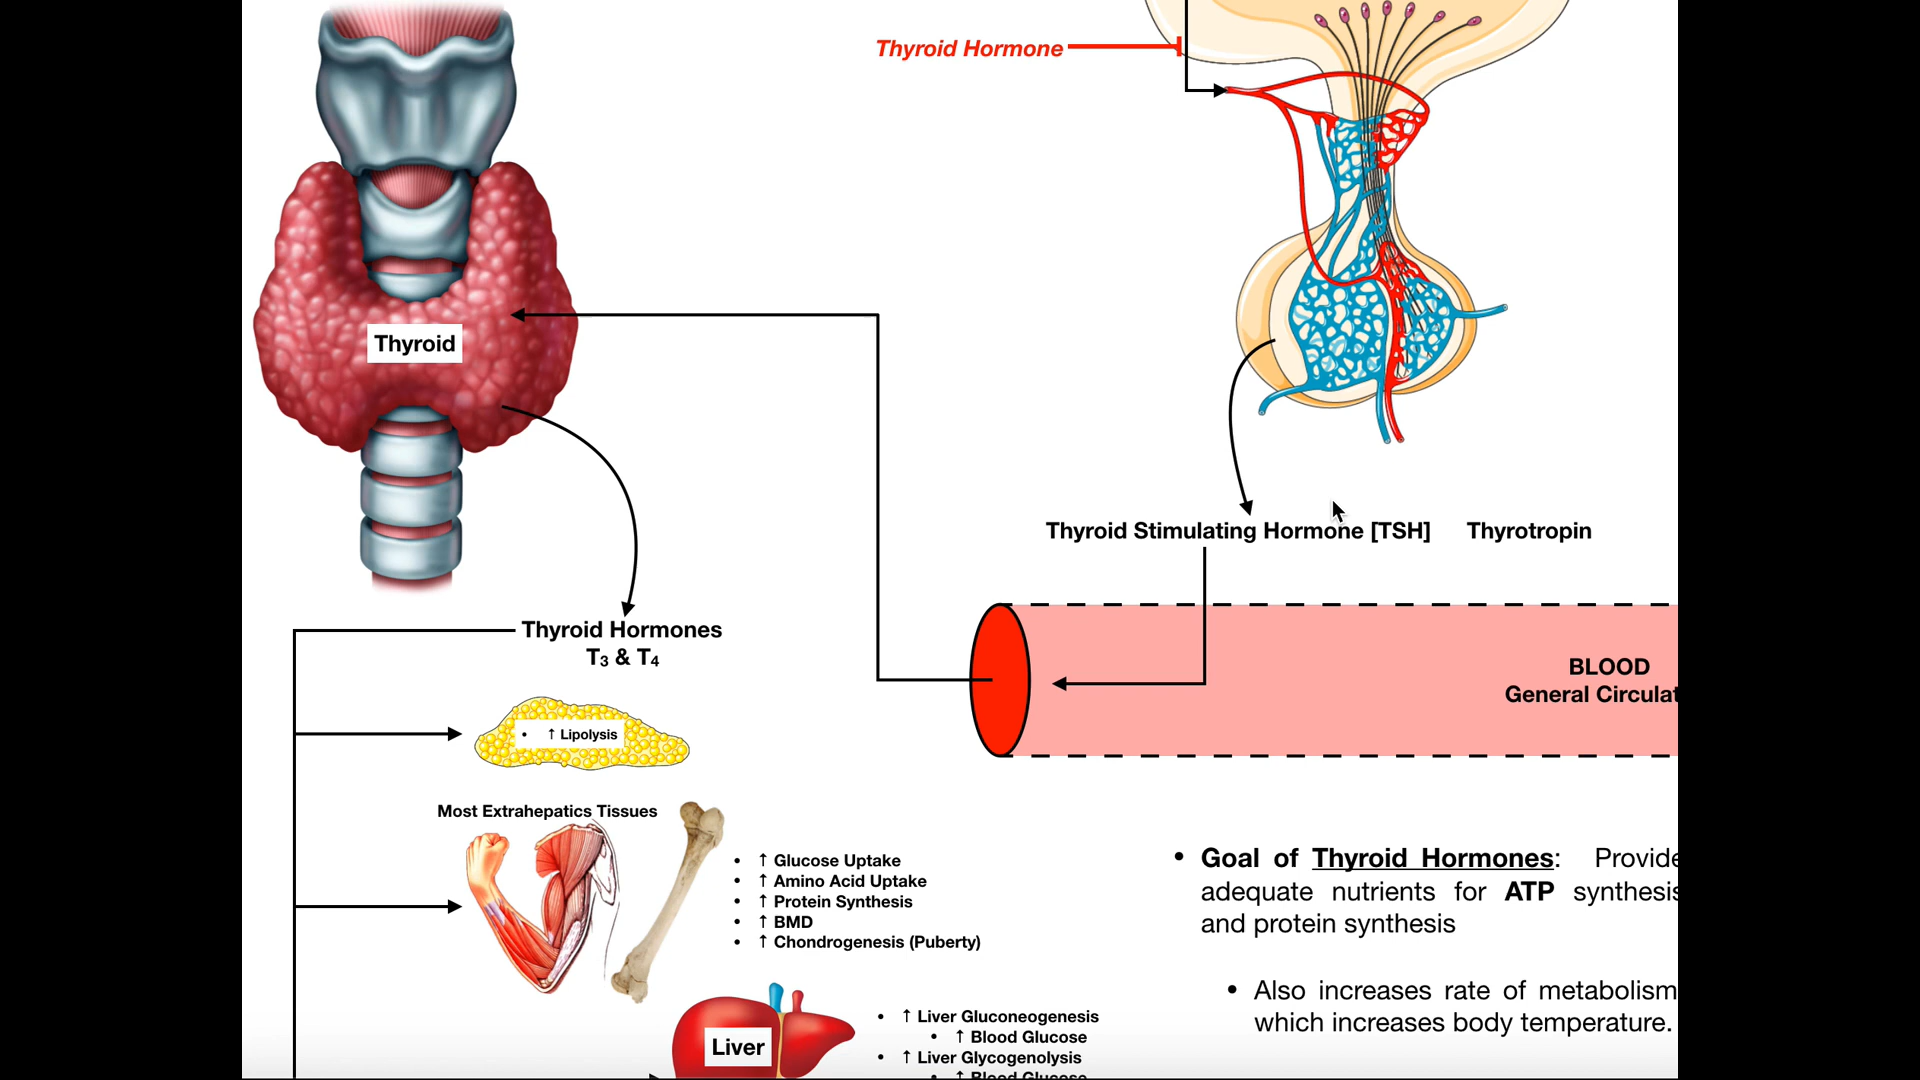 Thyroid Hormone
Thyroid
Thyroid Stimulating Hormone [TSH] Thyrotropin
Thyroid Hormones
T₃ & T₄
BLOOD
General Circulat
• ↑ Lipolysis
Most Extrahepatics Tissues
• ↑ Glucose Uptake
• ↑ Amino Acid Uptake
• ↑ Protein Synthesis
• ↑ BMD
• ↑ Chondrogenesis (Puberty)
• Goal of Thyroid Hormones: Provide
adequate nutrients for ATP synthesis
and protein synthesis
• Also increases rate of metabolism
which increases body temperature.
Liver
• ↑ Liver Gluconeogenesis
• ↑ Blood Glucose
• ↑ Liver Glycogenolysis
• ↑ Blood Glucose